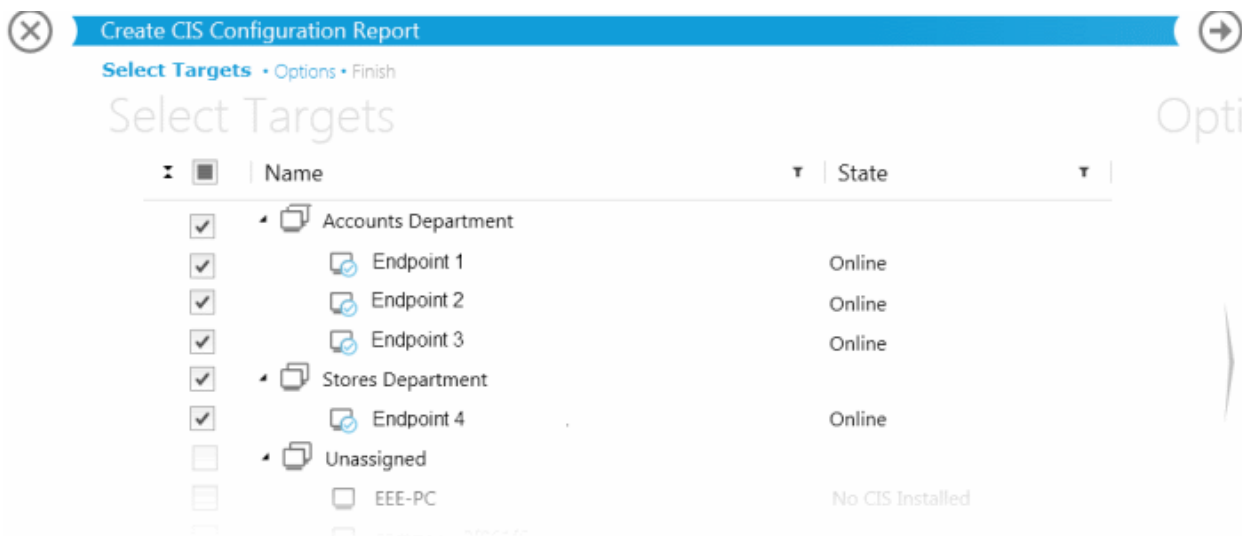 Create CIS Configuration Report
Select Targets • Options • Finish
Select Targets Opti
Name State
Accounts Department
Endpoint 1 Online
Endpoint 2 Online
Endpoint 3 Online
Stores Department
Endpoint 4 Online
Unassigned
EEE-PC No CIS Installed